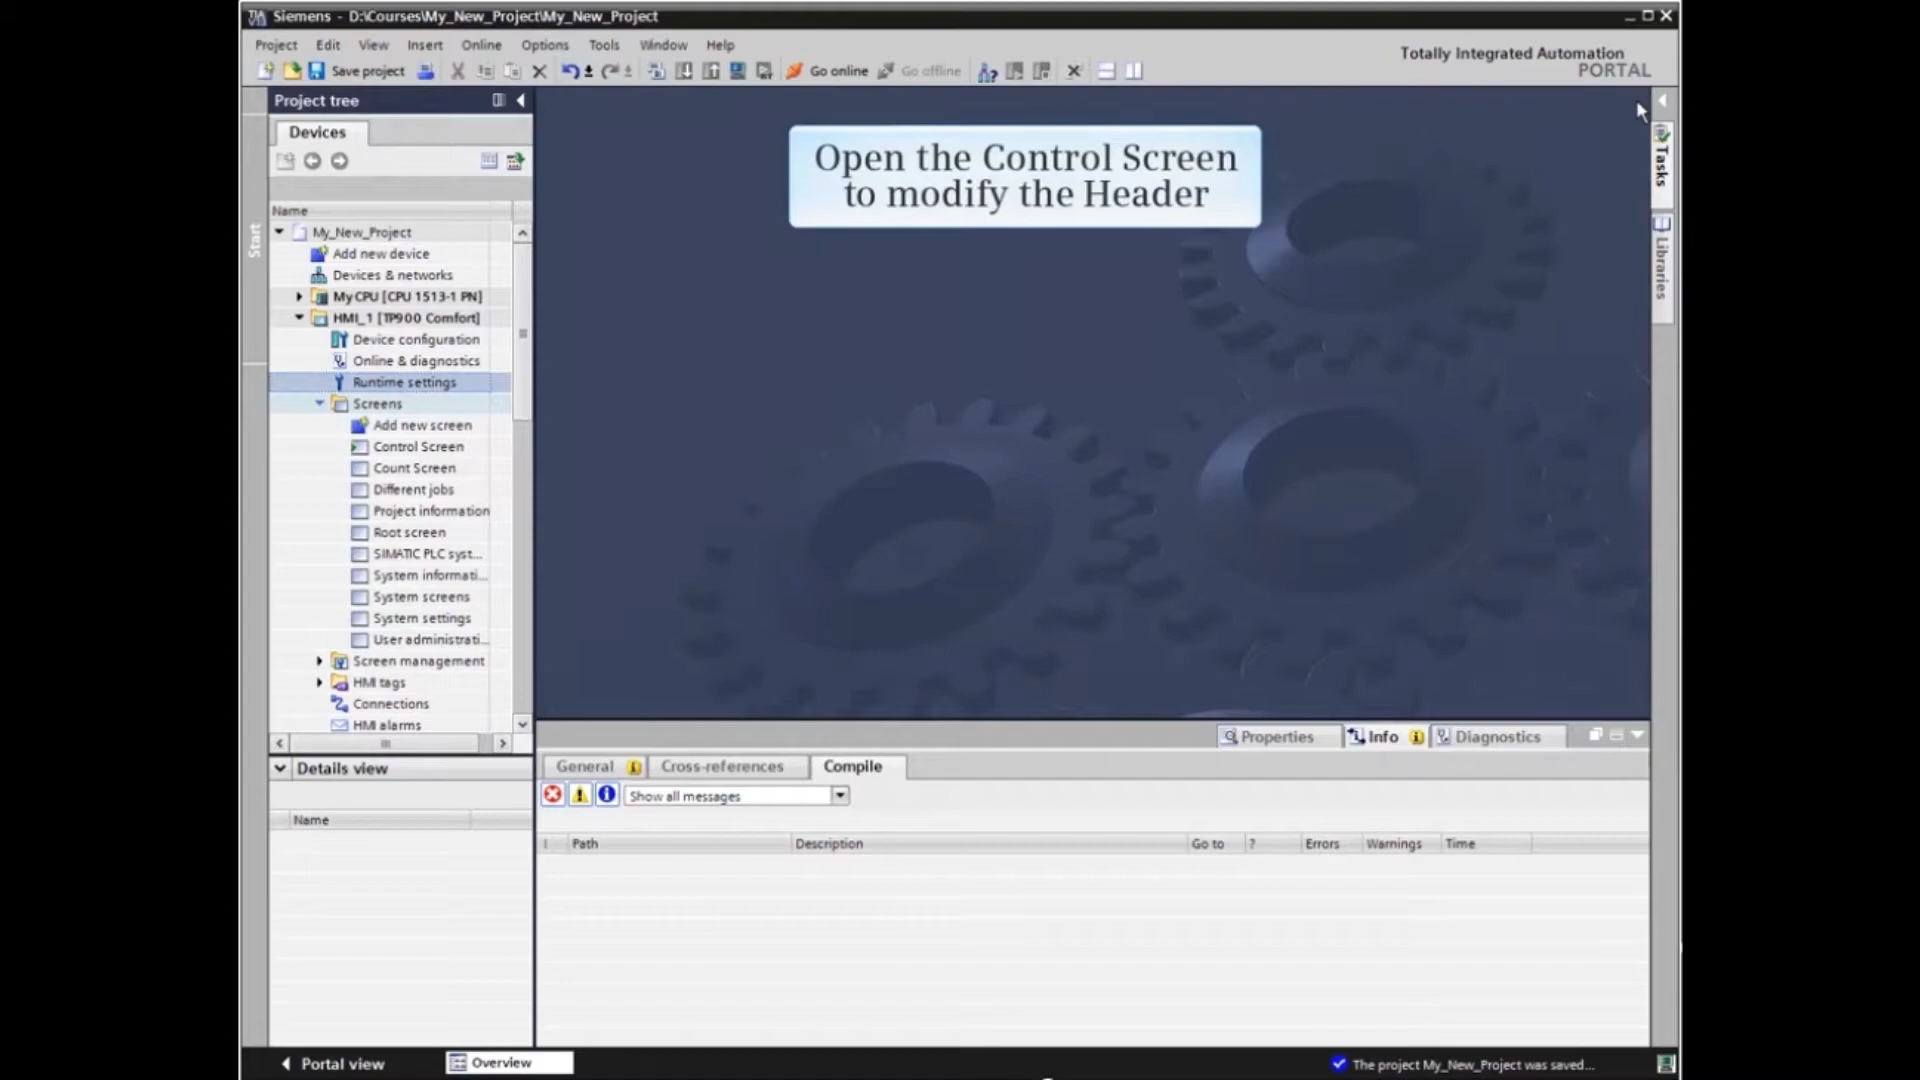 Siemens - D:\Courses\My_New_Project\My_New_Project
Project Edit View Insert Online Options Tools Window Help
Totally Integrated Automation
PORTAL
Save project
Go online
Go offline
Project tree
Devices
Open the Control Screen
to modify the Header
Start
Tasks
Libraries
Name
My_New_Project
Add new device
Devices & networks
My CPU [CPU 1513-1 PN]
HMI_1 [TP900 Comfort]
Device configuration
Online & diagnostics
Runtime settings
Screens
Add new screen
Control Screen
Count Screen
Different jobs
Project information
Root screen
SIMATIC PLC syst...
System informati...
System screens
System settings
User administrati...
Screen management
HMI tags
Connections
HMI alarms
Properties Info Diagnostics
General Cross-references Compile
Show all messages
Details view
Name
! Path Description Go to ? Errors Warnings Time
Portal view
Overview
The project My_New_Project was saved...